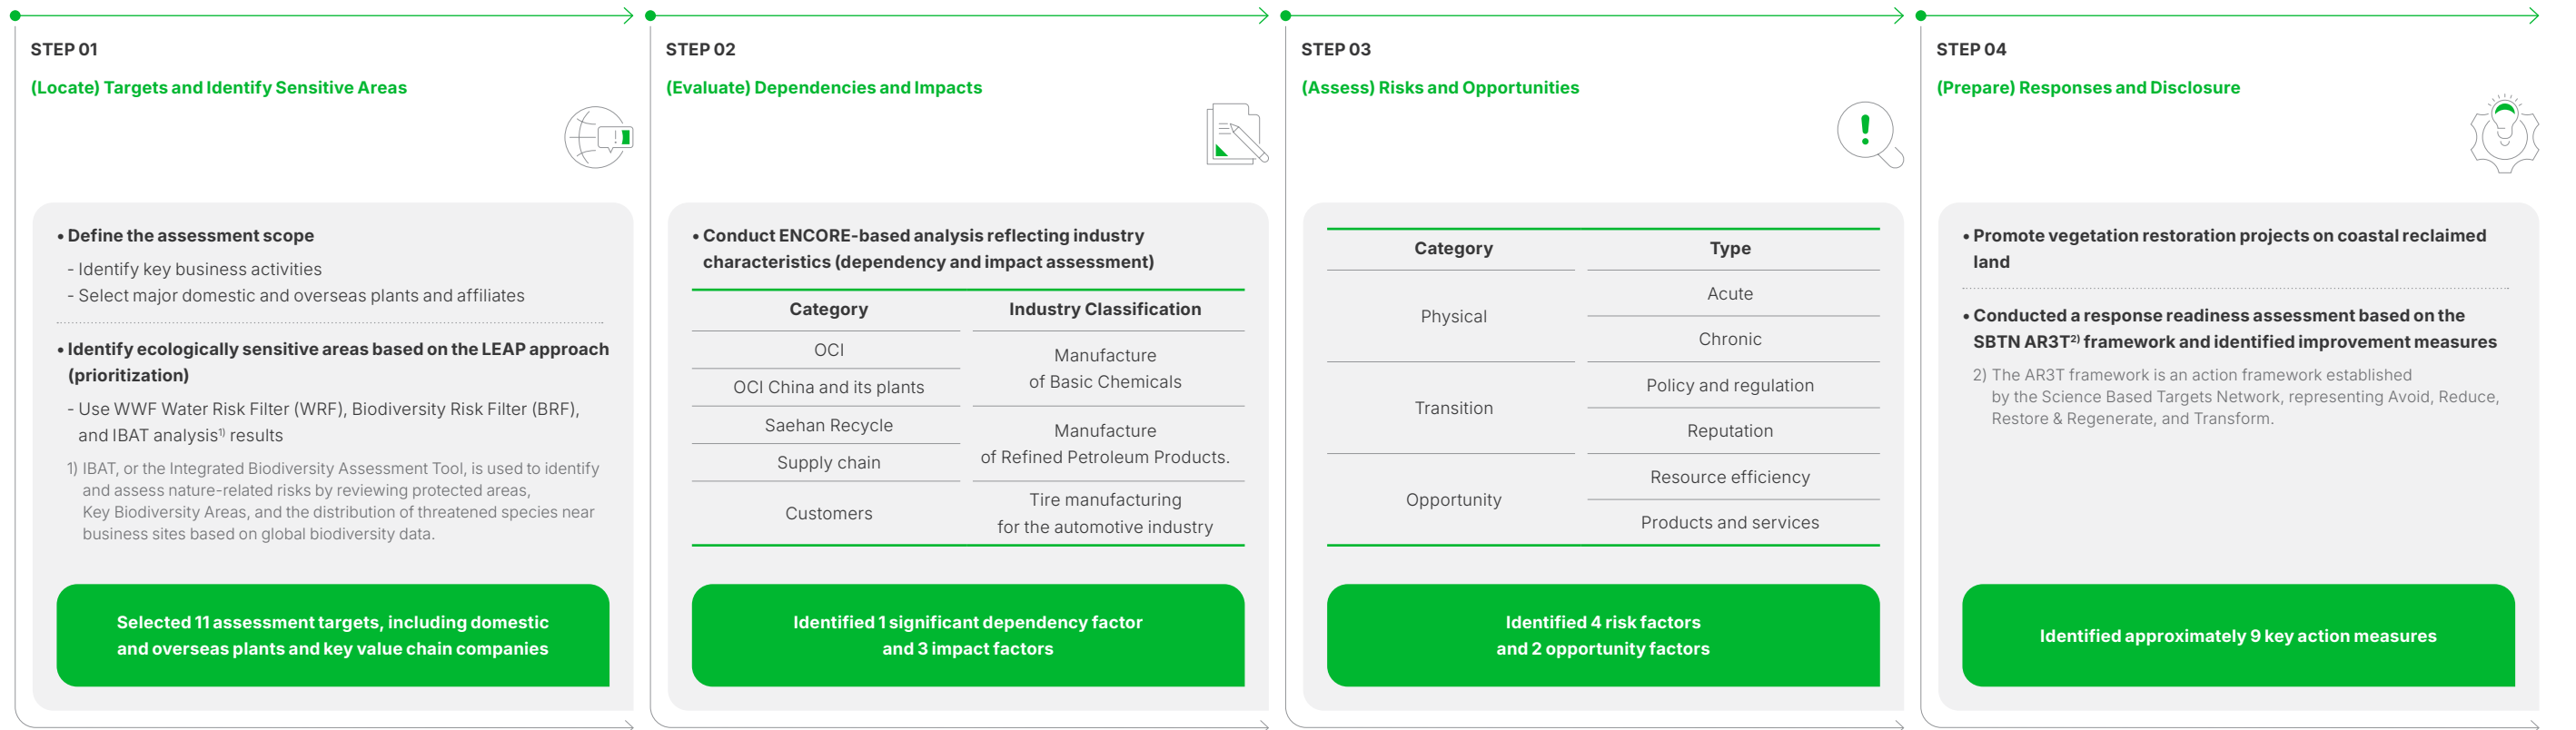 STEP 01
(Locate) Targets and Identify Sensitive Areas
• Define the assessment scope
- Identify key business activities
- Select major domestic and overseas plants and affiliates
• Identify ecologically sensitive areas based on the LEAP approach
(prioritization)
- Use WWF Water Risk Filter (WRF), Biodiversity Risk Filter (BRF),
and IBAT analysis1) results
1) IBAT, or the Integrated Biodiversity Assessment Tool, is used to identify
and assess nature-related risks by reviewing protected areas,
Key Biodiversity Areas, and the distribution of threatened species near
business sites based on global biodiversity data.
Selected 11 assessment targets, including domestic
and overseas plants and key value chain companies
STEP 02
(Evaluate) Dependencies and Impacts
• Conduct ENCORE-based analysis reflecting industry
characteristics (dependency and impact assessment)
Category Industry Classification
OCI
OCI China and its plants
Manufacture
of Basic Chemicals
Saehan Recycle
Supply chain
Manufacture
of Refined Petroleum Products.
Customers
Tire manufacturing
for the automotive industry
Identified 1 significant dependency factor
and 3 impact factors
STEP 03
(Assess) Risks and Opportunities
Category Type
Physical
Acute
Chronic
Transition
Policy and regulation
Reputation
Opportunity
Resource efficiency
Products and services
Identified 4 risk factors
and 2 opportunity factors
STEP 04
(Prepare) Responses and Disclosure
• Promote vegetation restoration projects on coastal reclaimed
land
• Conducted a response readiness assessment based on the
SBTN AR3T2) framework and identified improvement measures
2) The AR3T framework is an action framework established
by the Science Based Targets Network, representing Avoid, Reduce,
Restore & Regenerate, and Transform.
Identified approximately 9 key action measures